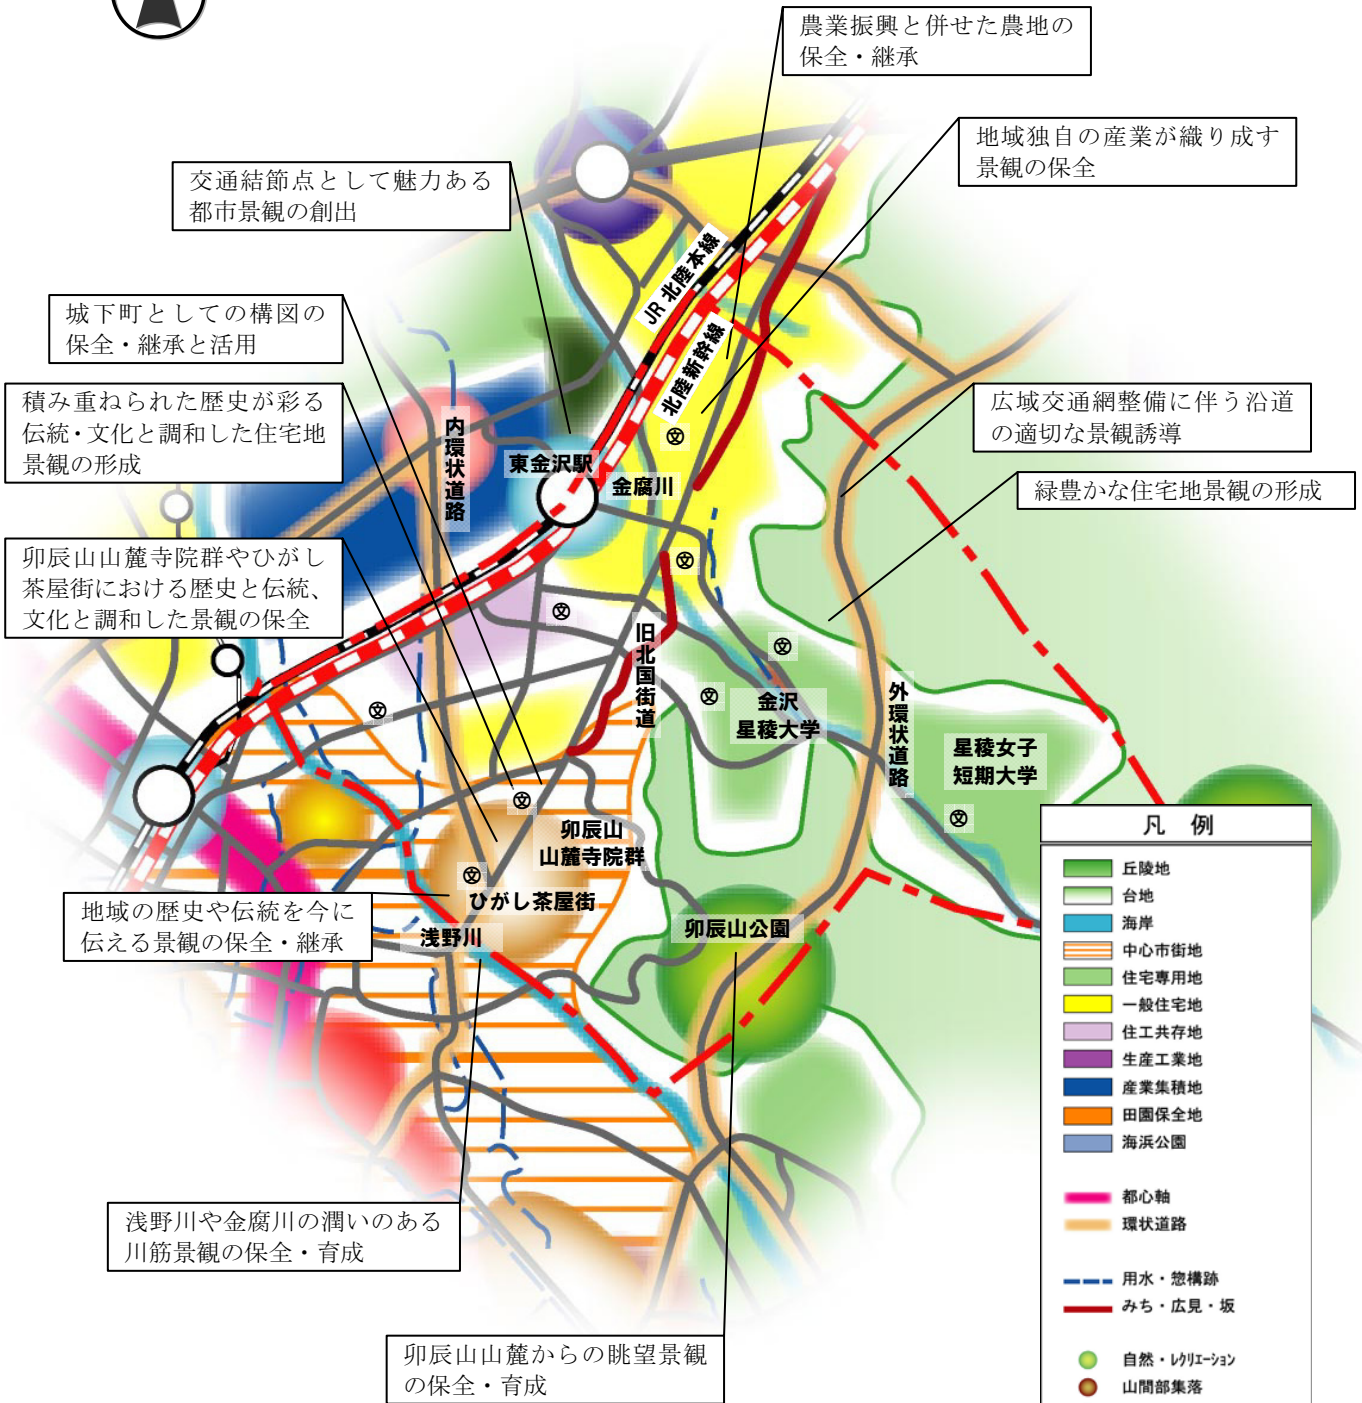 農業振興と併せた農地の
保全・継承
地域独自の産業が織り成す
景観の保全
交通結節点として魅力ある
都市景観の創出
城下町としての構図の
保全・継承と活用
積み重ねられた歴史が彩る
伝統・文化と調和した住宅地
景観の形成
卯辰山山麓寺院群やひがし
茶屋街における歴史と伝統、
文化と調和した景観の保全
広域交通網整備に伴う沿道
の適切な景観誘導
緑豊かな住宅地景観の形成
JR 北陸本線
北陸新幹線
内環状道路
東金沢駅
金腐川
文
文
文
文
文
文
旧北国街道
金沢
星稜大学
外環状道路
星稜女子
短期大学
文
文
卯辰山
山麓寺院群
文
ひがし茶屋街
浅野川
卯辰山公園
地域の歴史や伝統を今に
伝える景観の保全・継承
浅野川や金腐川の潤いのある
川筋景観の保全・育成
卯辰山山麓からの眺望景観
の保全・育成
凡 例
丘陵地
台地
海岸
中心市街地
住宅専用地
一般住宅地
住工共存地
生産工業地
産業集積地
田園保全地
海浜公園
都心軸
環状道路
用水・惣構跡
みち・広見・坂
自然・レクリエーション
山間部集落